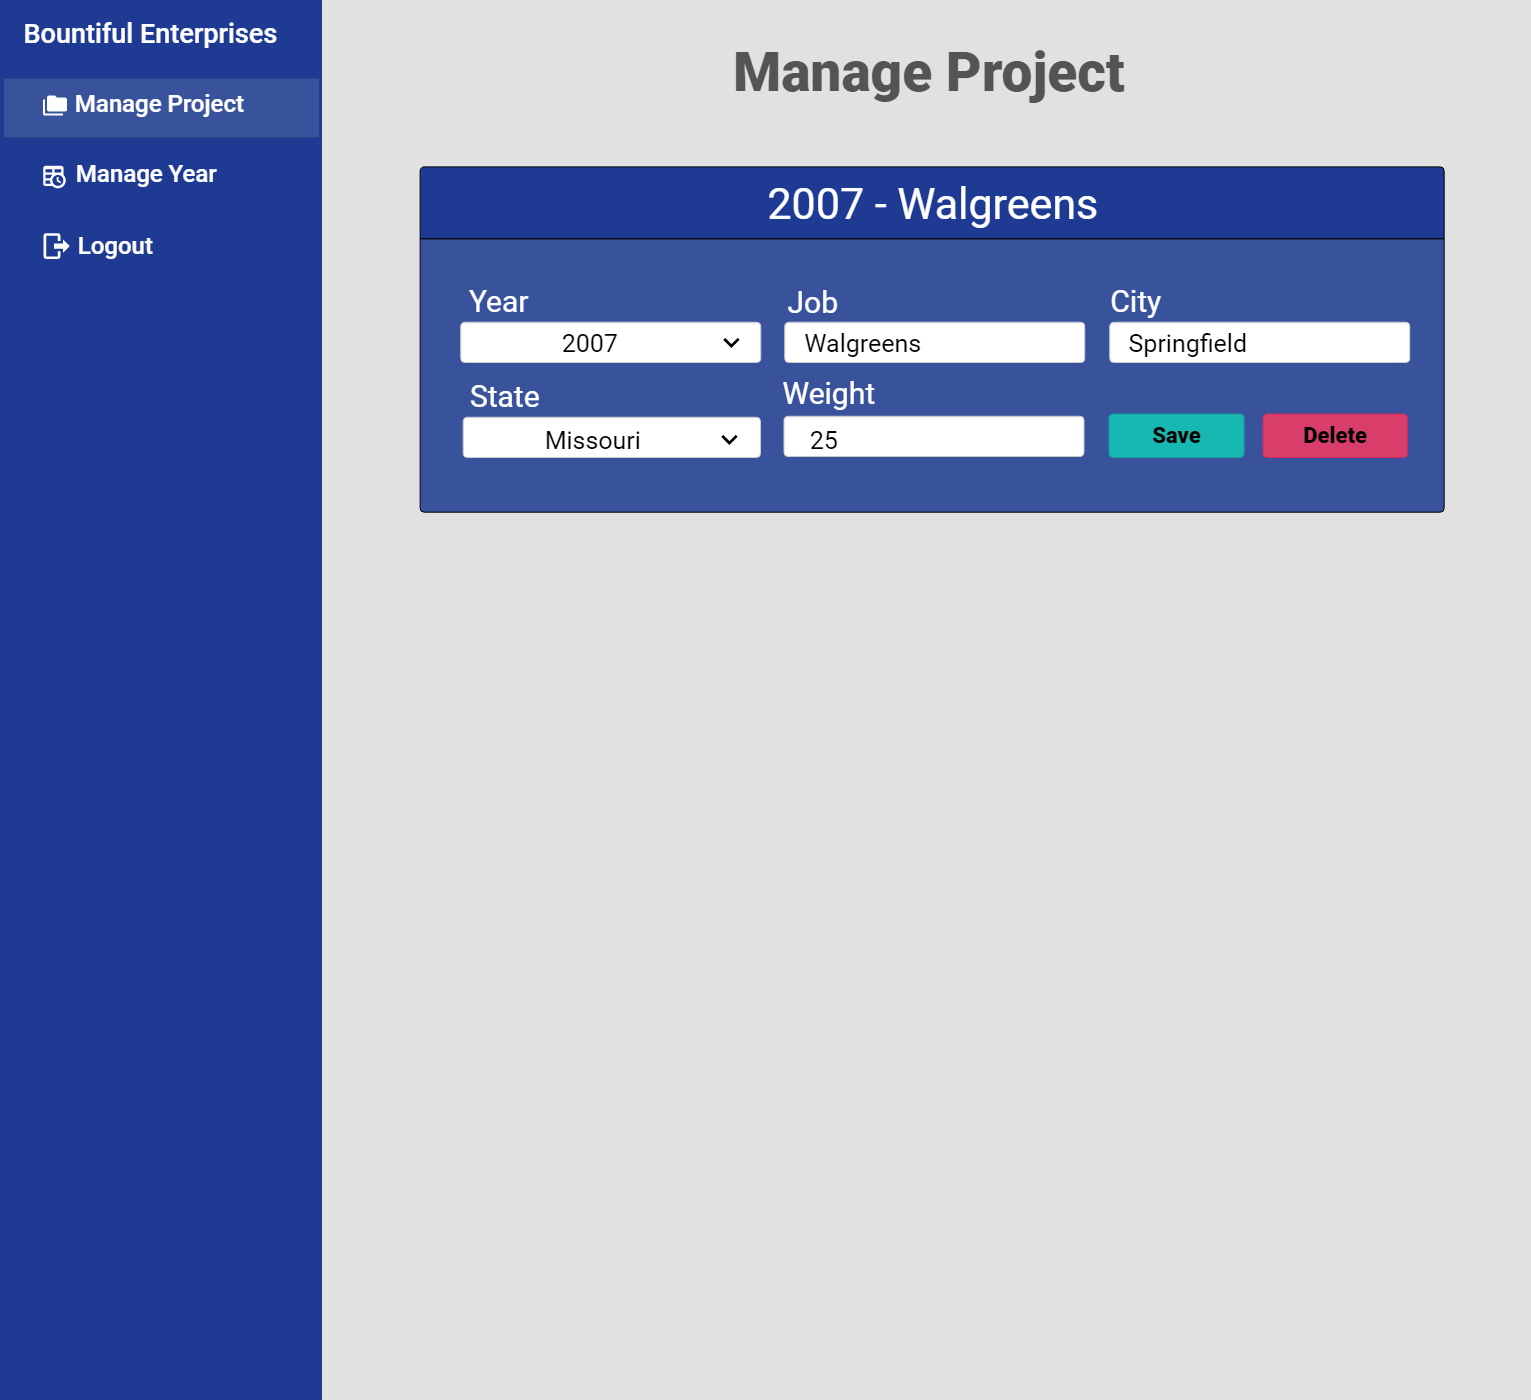 Bountiful Enterprises
Manage Project
Manage Year
Logout
Manage Project
2007 - Walgreens
Year Job City
2007 Walgreens Springfield
State Weight
Missouri 25 Save Delete